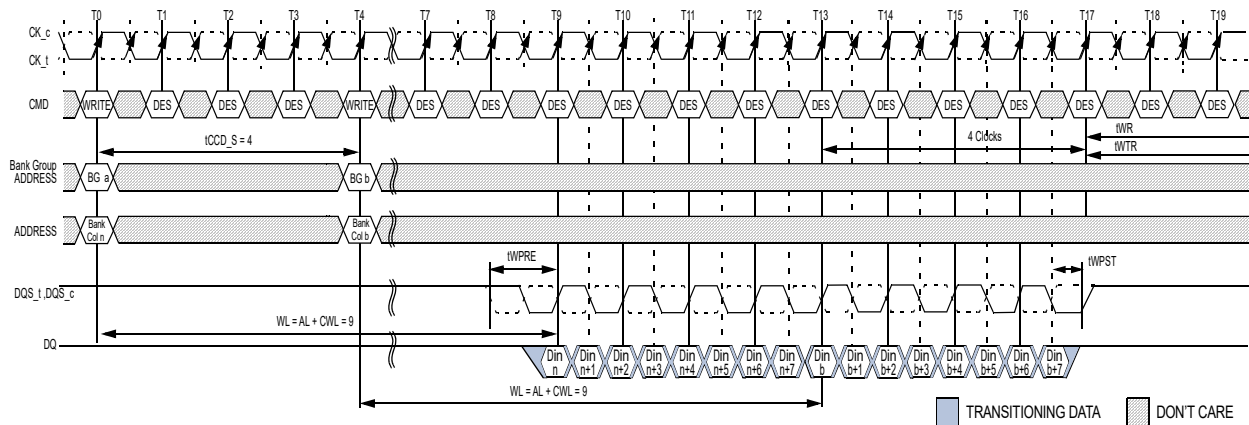 T0 T1 T2 T3 T4 T7 T8 T9 T10 T11 T12 T13 T14 T15 T16 T17 T18 T19
CK_c
CK_t
CMD WRITE DES DES DES WRITE DES DES DES DES DES DES DES DES DES DES DES DES DES
tCCD_S = 4
4 Clocks
tWR
tWTR
Bank Group
ADDRESS
BG a
BG b
ADDRESS
Bank
Col n
Bank
Col b
tWPRE
tWPST
DQS_t ,DQS_c
WL = AL + CWL = 9
DQ
Din Din Din Din Din Din Din Din Din Din Din Din Din Din Din Din
n n+1 n+2 n+3 n+4 n+5 n+6 n+7 b b+1 b+2 b+3 b+4 b+5 b+6 b+7
WL = AL + CWL = 9
TRANSITIONING DATA
DON'T CARE